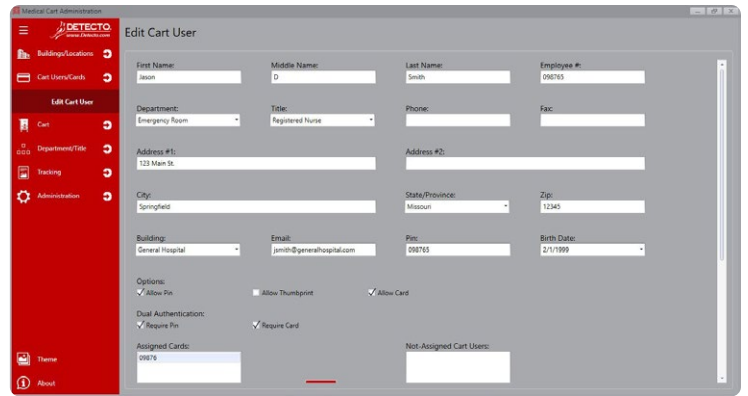 Medical Cart Administration
DETECTO.
www.Detecto.com
Edit Cart User
Buildings/Locations
Cart Users/Cards
Edit Cart User
Cart
Department/Title
Tracking
Administration
Theme
About
First Name: Middle Name: Last Name: Employee #:
Jason D Smith 098765
Department: Title: Phone: Fax:
Emergency Room Registered Nurse
Address #1: Address #2:
123 Main St.
City: State/Province: Zip:
Springfield Missouri 12345
Building: Email: Pin: Birth Date:
General Hospital jsmith@generalhospital.com 098765 2/1/1999
Options:
Allow Pin Allow Thumbprint Allow Card
Dual Authentication:
Require Pin Require Card
Assigned Cards: Not-Assigned Cart Users:
09876